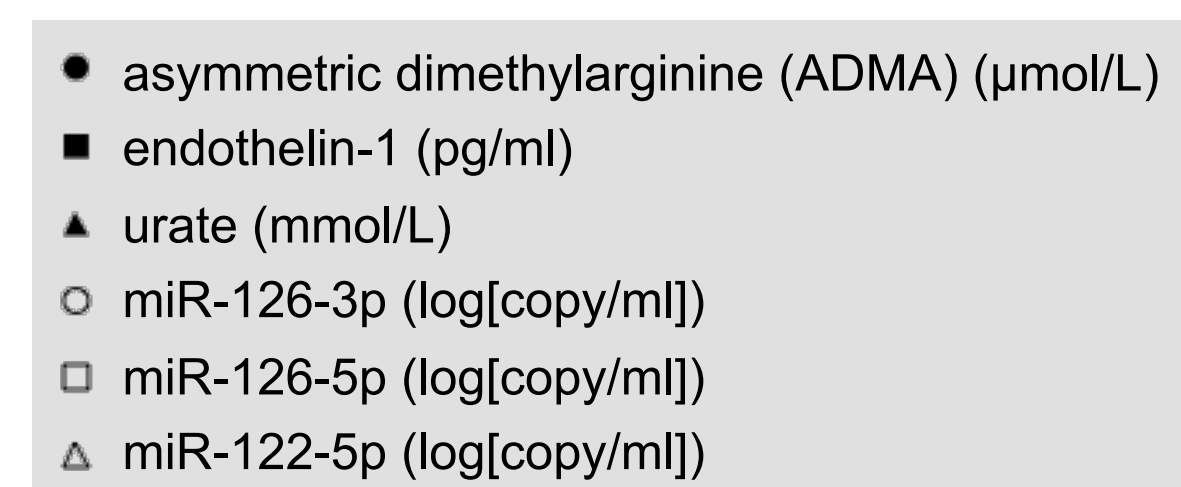 asymmetric dimethylarginine (ADMA) (μmol/L)
endothelin-1 (pg/ml)
urate (mmol/L)
miR-126-3p (log[copy/ml])
miR-126-5p (log[copy/ml])
miR-122-5p (log[copy/ml])